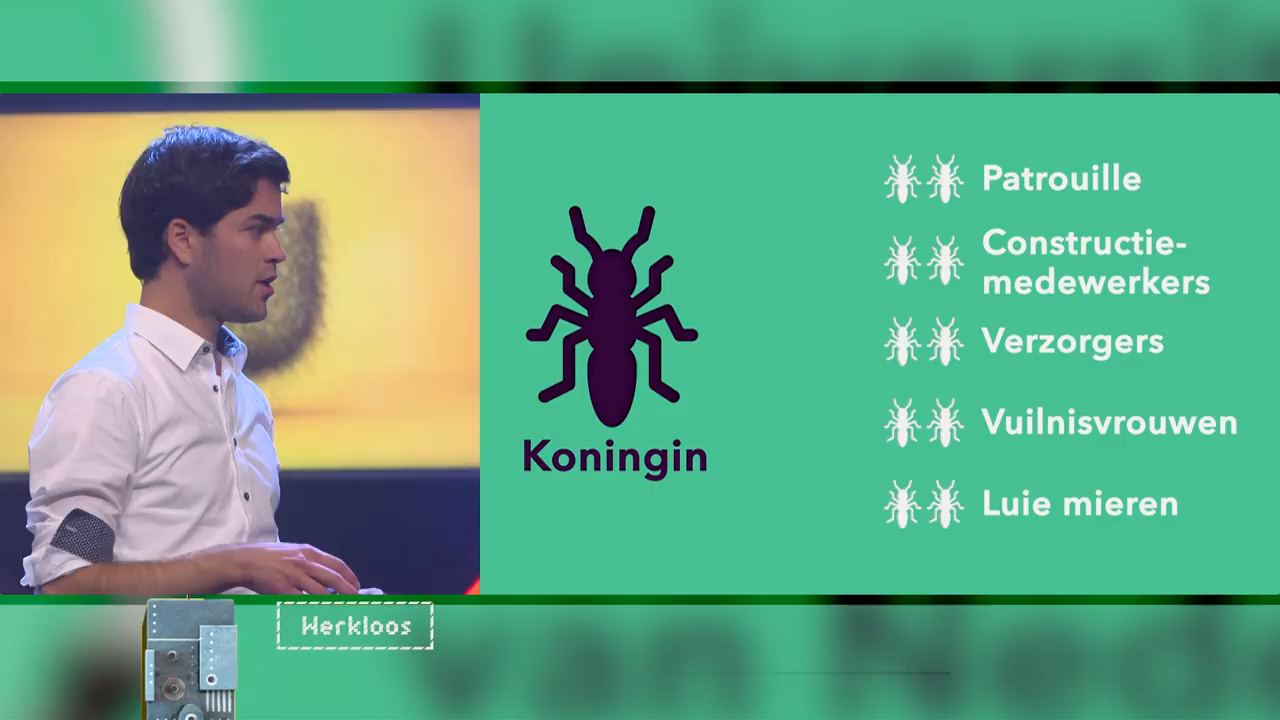 Patrouille
Constructie-
medewerkers
Verzorgers
Koningin
Vuilnisvrouwen
Luie mieren
Werkloos